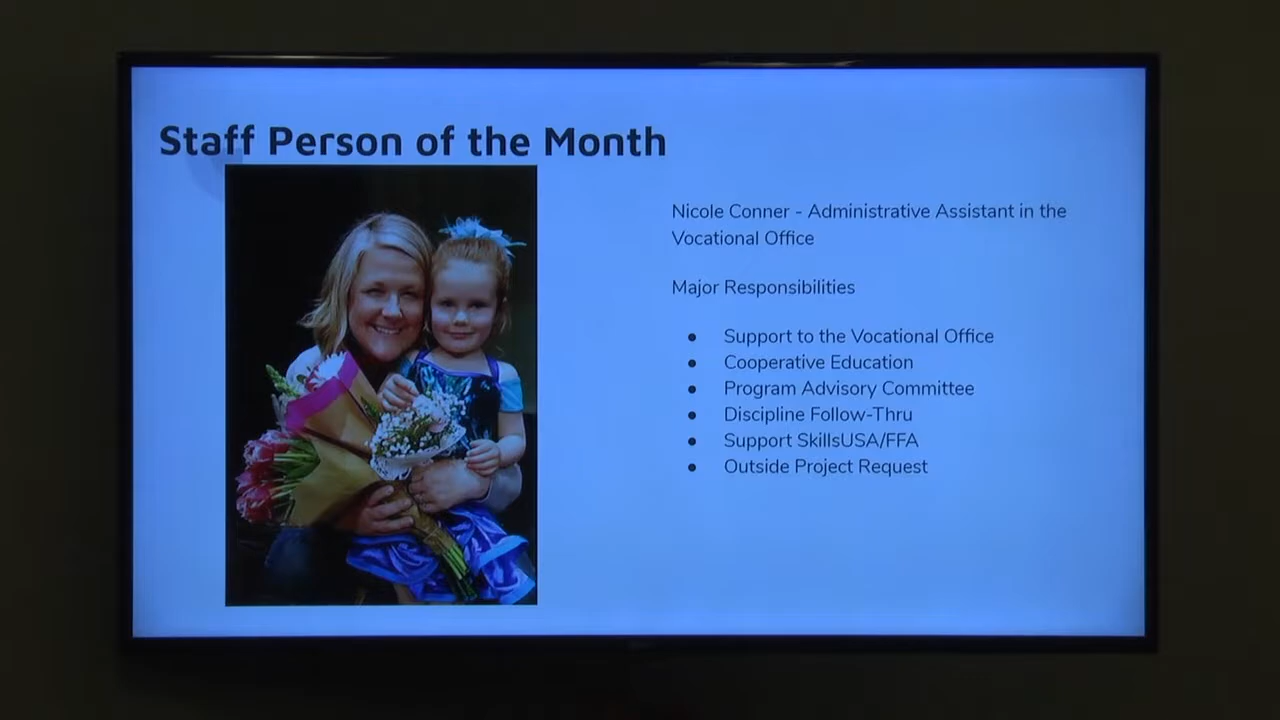 Staff Person of the Month
Nicole Conner - Administrative Assistant in the
Vocational Office
Major Responsibilities
● Support to the Vocational Office
● Cooperative Education
● Program Advisory Committee
● Discipline Follow-Thru
● Support SkillsUSA/FFA
● Outside Project Request